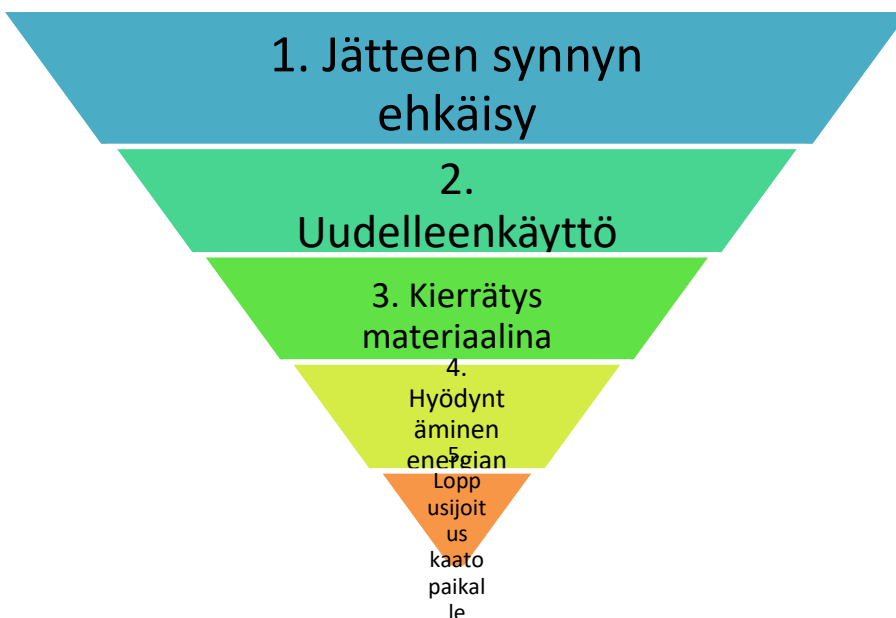 1. Jätteen synnyn
ehkäisy
2.
Uudelleenkäyttö
3. Kierrätys
materiaalina
4.
Hyödynt
äminen
energian
5.
Lopp
usijoit
us
kaato
paikal
le